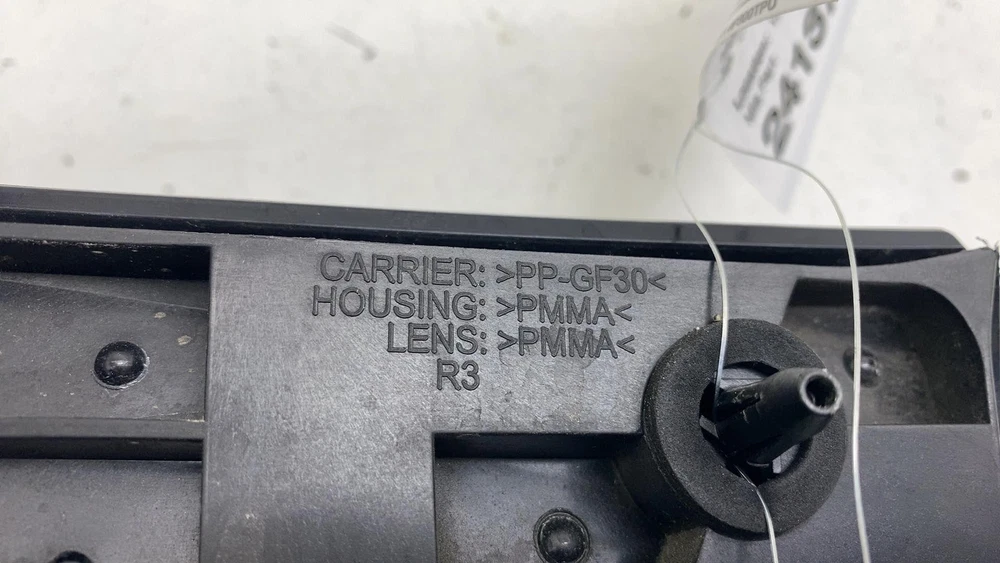 CARRIER: >PP-GF30<
HOUSING: >PMMA<
LENS: >PMMA<
R3